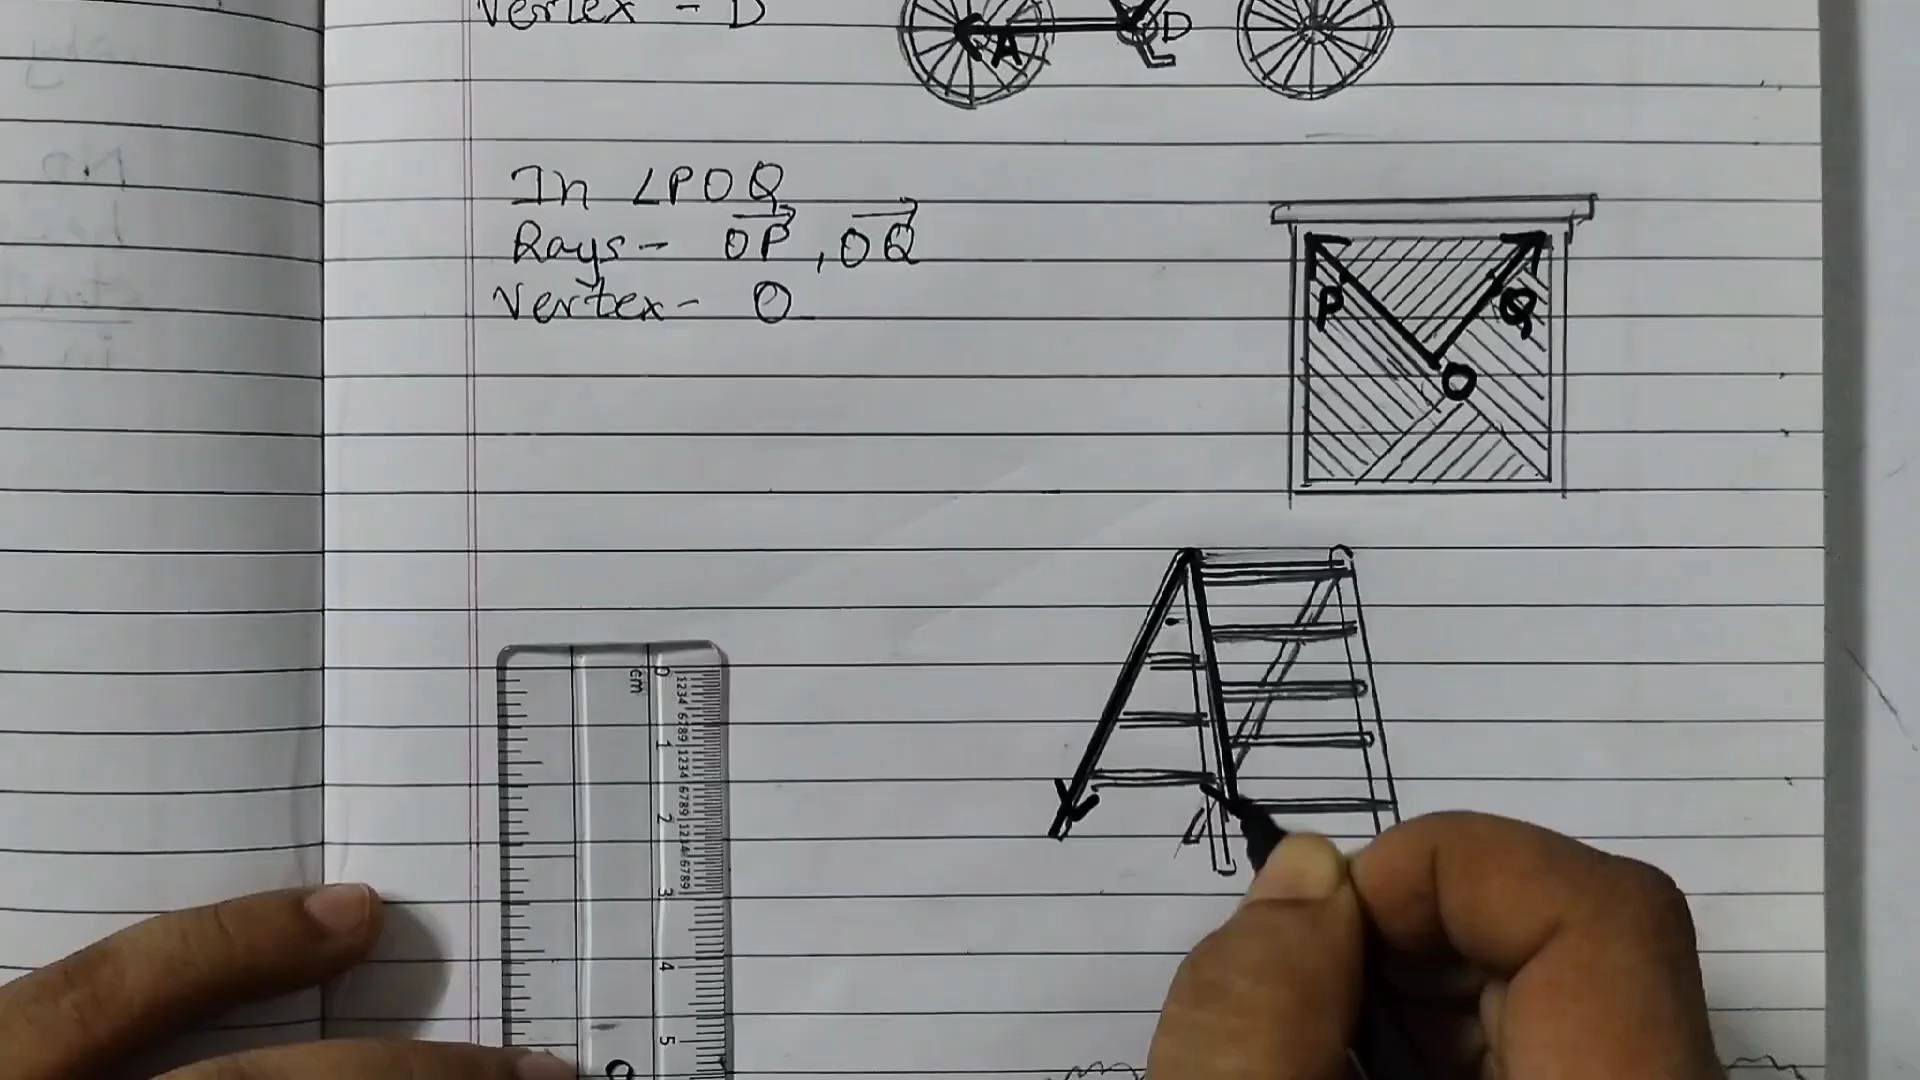 Vertex - D
A D
In ∠POQ
Rays - OP, OQ
Vertex - O
P Q
O
cm
0
1
2
3
4
5